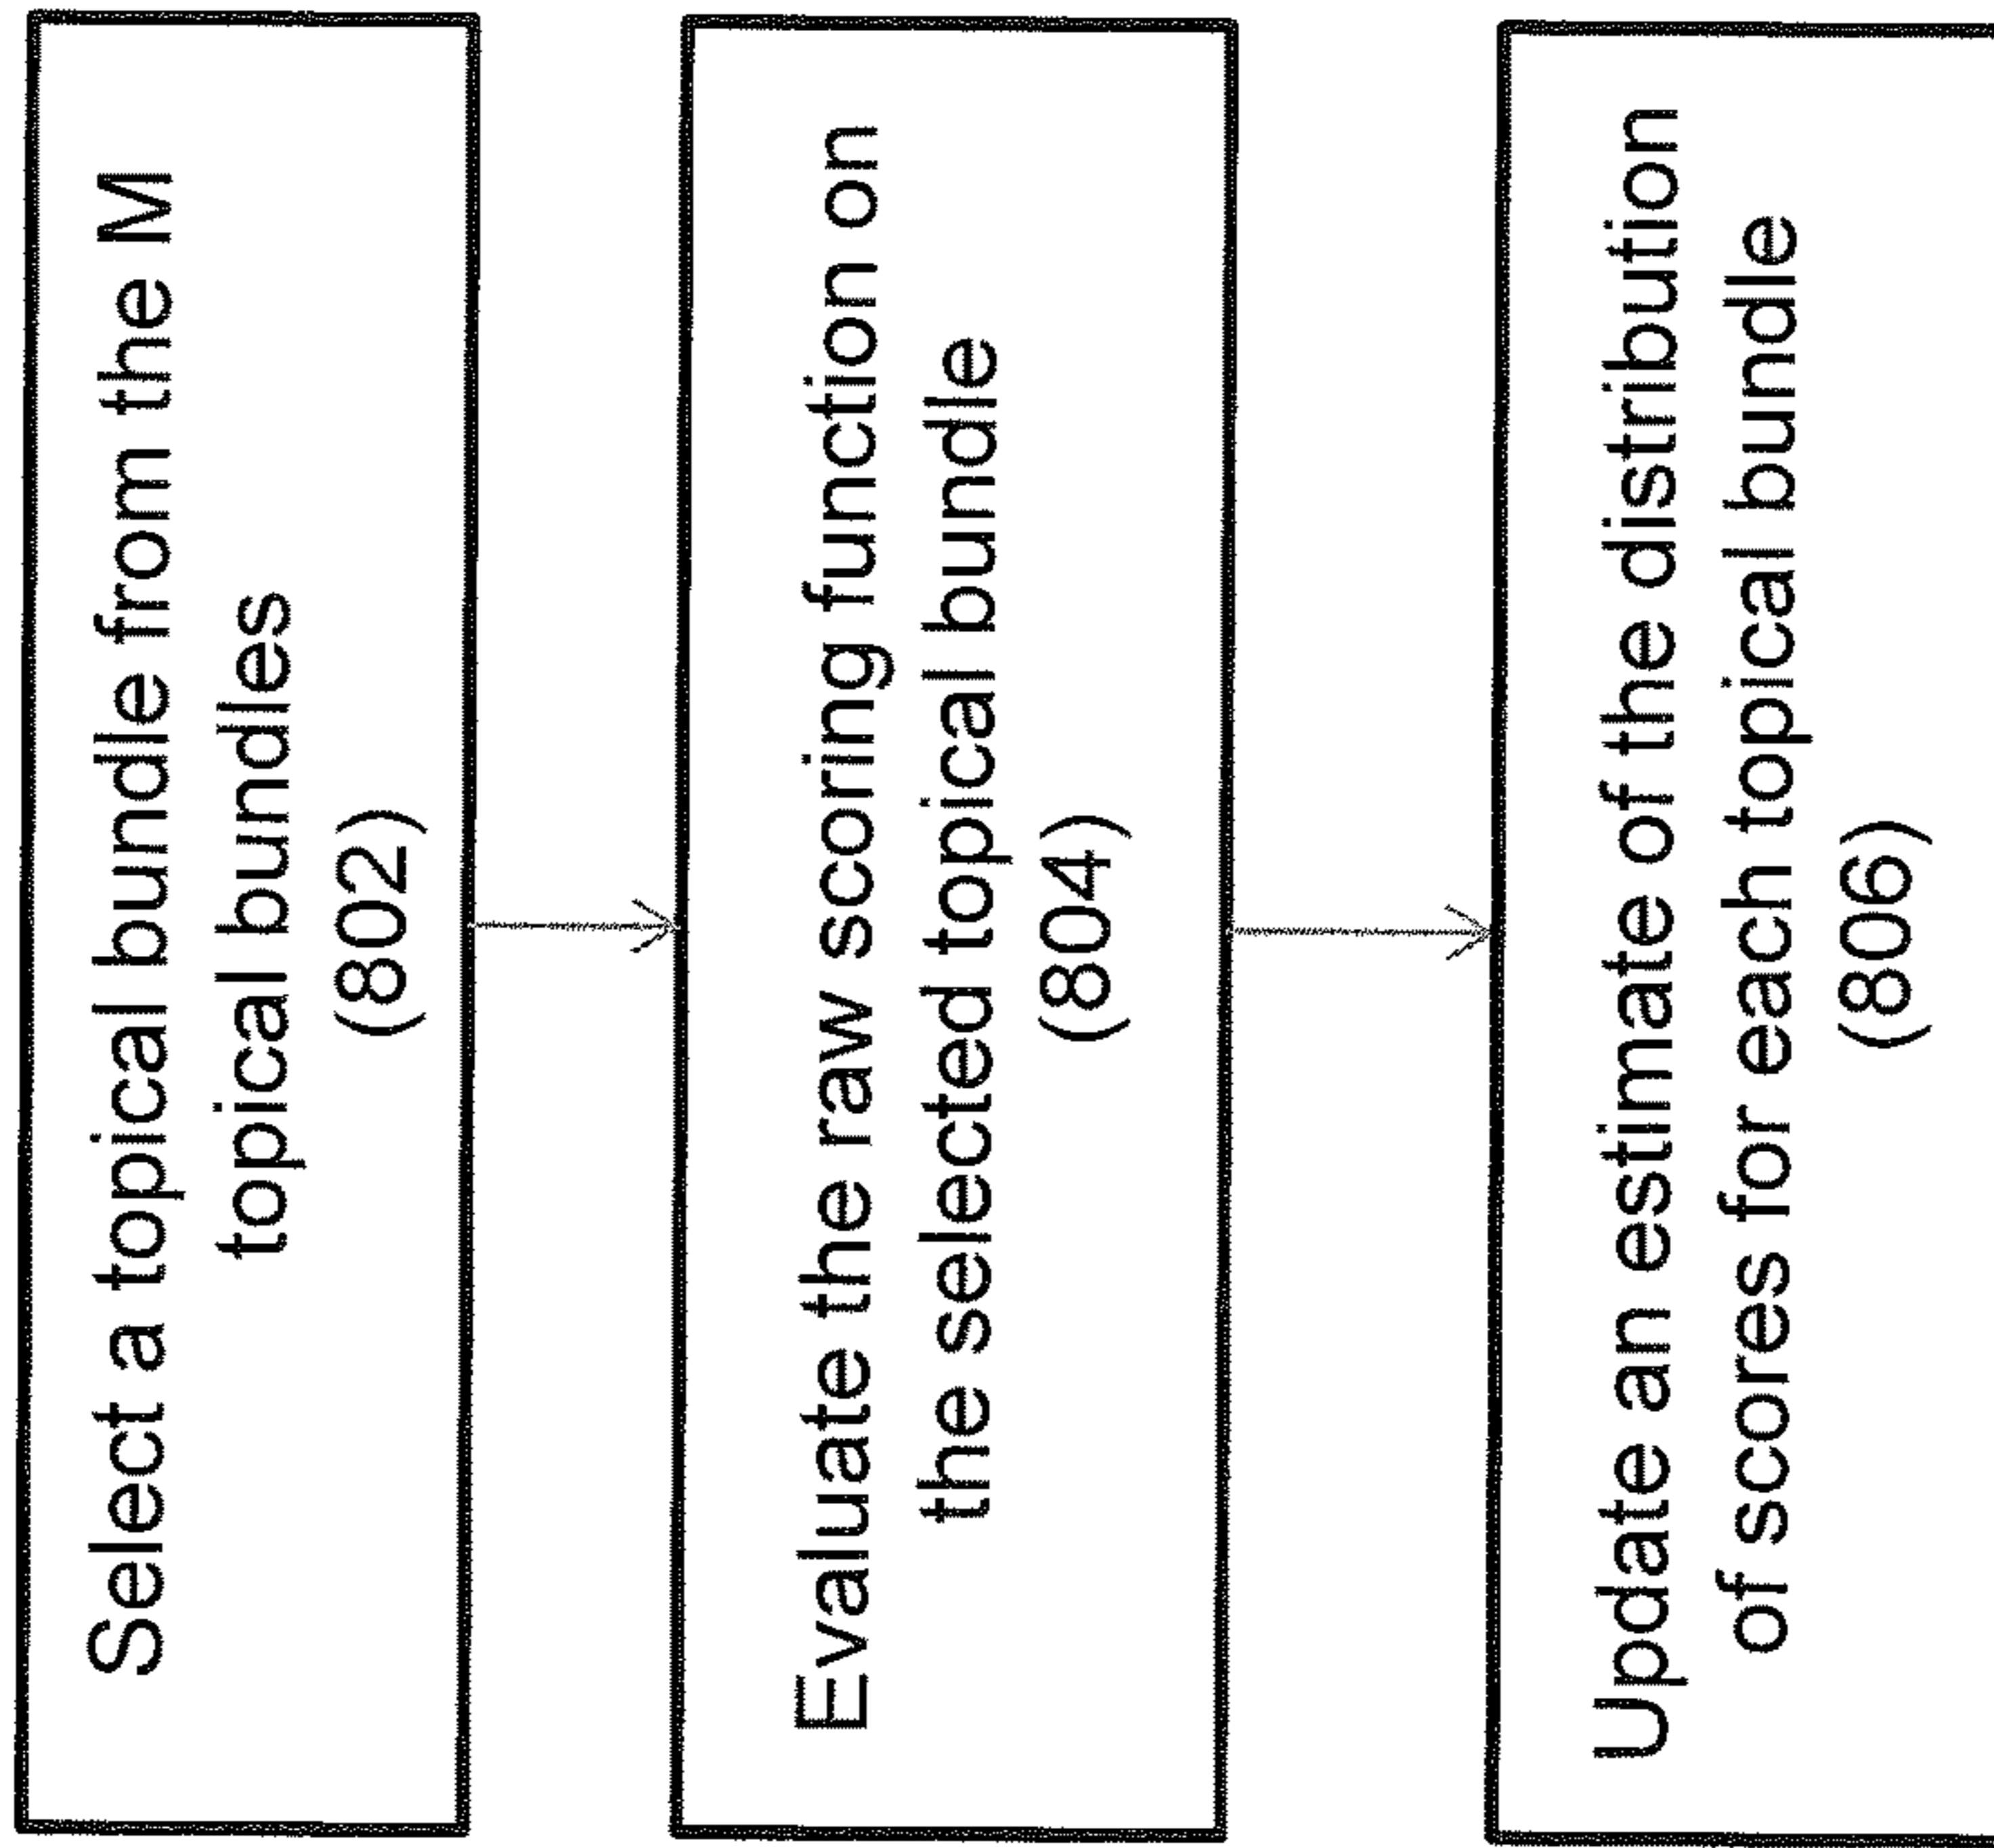 Select a topical bundle from the M
topical bundles
(802)
Evaluate the raw scoring function on
the selected topical bundle
(804)
Update an estimate of the distribution
of scores for each topical bundle
(806)